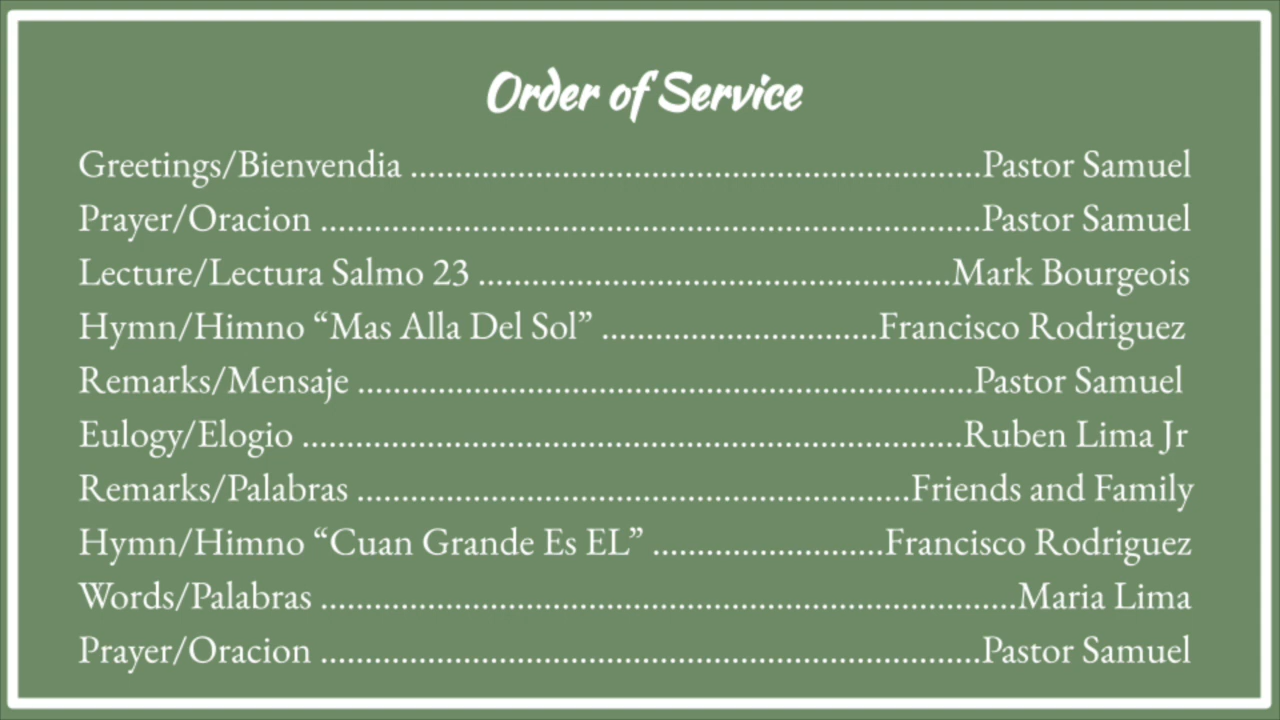 Order of Service
Greetings/Bienvendia ................................................................Pastor Samuel
Prayer/Oracion ..........................................................................Pastor Samuel
Lecture/Lectura Salmo 23 .....................................................Mark Bourgeois
Hymn/Himno “Mas Alla Del Sol” ...............................Francisco Rodriguez
Remarks/Mensaje .....................................................................Pastor Samuel
Eulogy/Elogio ..........................................................................Ruben Lima Jr
Remarks/Palabras ..............................................................Friends and Family
Hymn/Himno “Cuan Grande Es EL” ..........................Francisco Rodriguez
Words/Palabras ..............................................................................Maria Lima
Prayer/Oracion ..........................................................................Pastor Samuel